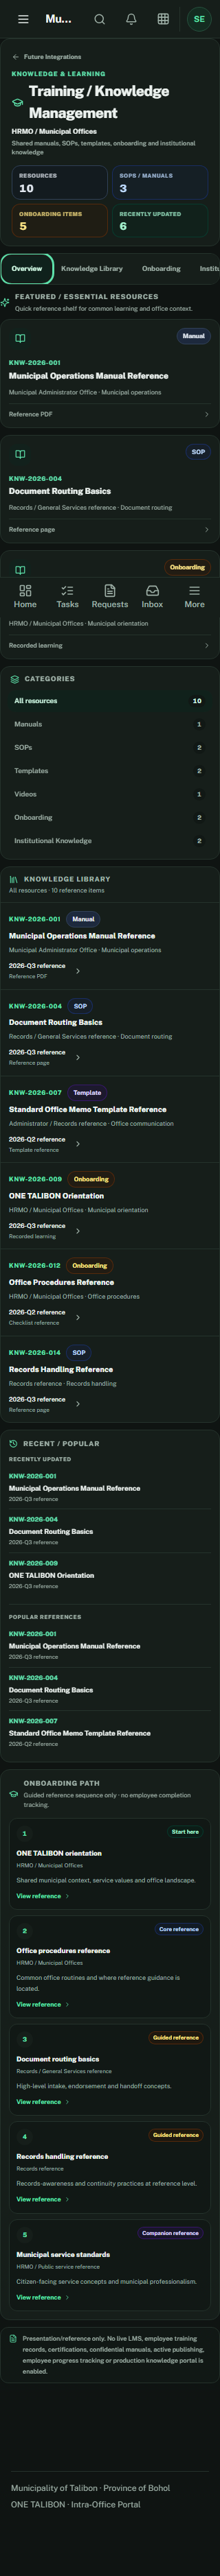 Mu...
SE
Future Integrations
KNOWLEDGE & LEARNING
Training / Knowledge
Management
HRMO / Municipal Offices
Shared manuals, SOPs, templates, onboarding and institutional
knowledge
RESOURCES
10
SOPS / MANUALS
3
ONBOARDING ITEMS
5
RECENTLY UPDATED
6
Overview
Knowledge Library
Onboarding
FEATURED / ESSENTIAL RESOURCES
Quick reference shelf for common learning and office context.
Manual
KNW-2026-001
Municipal Operations Manual Reference
Municipal Administrator Office · Municipal operations
Reference PDF
SOP
KNW-2026-004
Document Routing Basics
Records / General Services reference · Document routing
Reference page
Onboarding
Home
Tasks
Requests
Inbox
More
HRMO / Municipal Offices · Municipal orientation
Recorded learning
CATEGORIES
All resources
10
Manuals
1
SOPs
2
Templates
2
Videos
1
Onboarding
2
Institutional Knowledge
2
KNOWLEDGE LIBRARY
All resources · 10 reference items
KNW-2026-001 Manual
Municipal Operations Manual Reference
Municipal Administrator Office · Municipal operations
2026-Q3 reference
Reference PDF
KNW-2026-004 SOP
Document Routing Basics
Records / General Services reference · Document routing
2026-Q3 reference
Reference page
KNW-2026-007 Template
Standard Office Memo Template Reference
Administrator / Records reference · Office communication
2026-Q2 reference
Template reference
KNW-2026-009 Onboarding
ONE TALIBON Orientation
HRMO / Municipal Offices · Municipal orientation
2026-Q3 reference
Recorded learning
KNW-2026-012 Onboarding
Office Procedures Reference
HRMO / Municipal Offices · Office procedures
2026-Q2 reference
Checklist reference
KNW-2026-014 SOP
Records Handling Reference
Records reference · Records handling
2026-Q3 reference
Reference page
RECENT / POPULAR
RECENTLY UPDATED
KNW-2026-001
Municipal Operations Manual Reference
2026-Q3 reference
KNW-2026-004
Document Routing Basics
2026-Q3 reference
KNW-2026-009
ONE TALIBON Orientation
2026-Q3 reference
POPULAR REFERENCES
KNW-2026-001
Municipal Operations Manual Reference
2026-Q3 reference
KNW-2026-004
Document Routing Basics
2026-Q3 reference
KNW-2026-007
Standard Office Memo Template Reference
2026-Q2 reference
ONBOARDING PATH
Guided reference sequence only · no employee completion
tracking.
1
Start here
ONE TALIBON orientation
HRMO / Municipal Offices
Shared municipal context, service values and office landscape.
View reference
2
Core reference
Office procedures reference
HRMO / Municipal Offices
Common office routines and where reference guidance is
located.
View reference
3
Guided reference
Document routing basics
Records / General Services reference
High-level intake, endorsement and handoff concepts.
View reference
4
Guided reference
Records handling reference
Records reference
Records-awareness and continuity practices at reference level.
View reference
5
Companion reference
Municipal service standards
HRMO / Public service reference
Citizen-facing service concepts and municipal professionalism.
View reference
Presentation/reference only. No live LMS, employee training
records, certifications, confidential manuals, active publishing,
employee progress tracking or production knowledge portal is
enabled.
Municipality of Talibon · Province of Bohol
ONE TALIBON · Intra-Office Portal